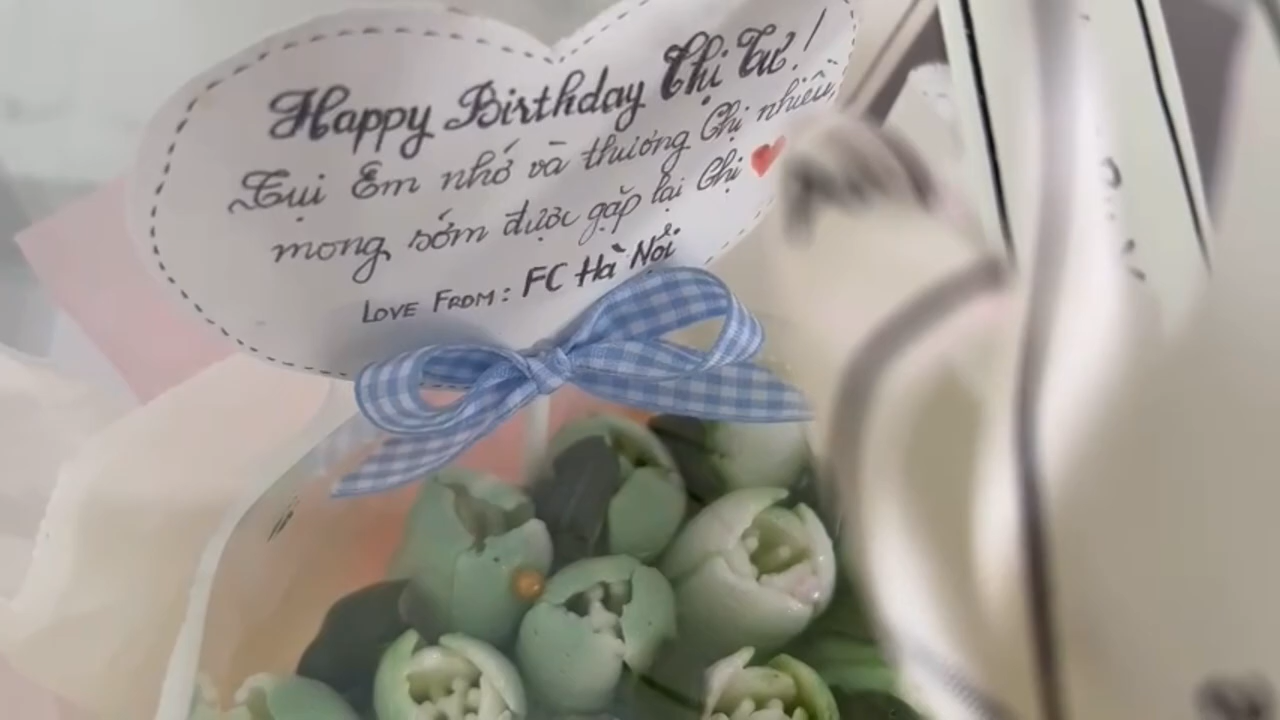 Happy Birthday Chị Tư!
Tụi Em nhớ và thương Chị nhiều,
mong sớm được gặp lại Chị ❤
LOVE FROM: FC Hà Nội